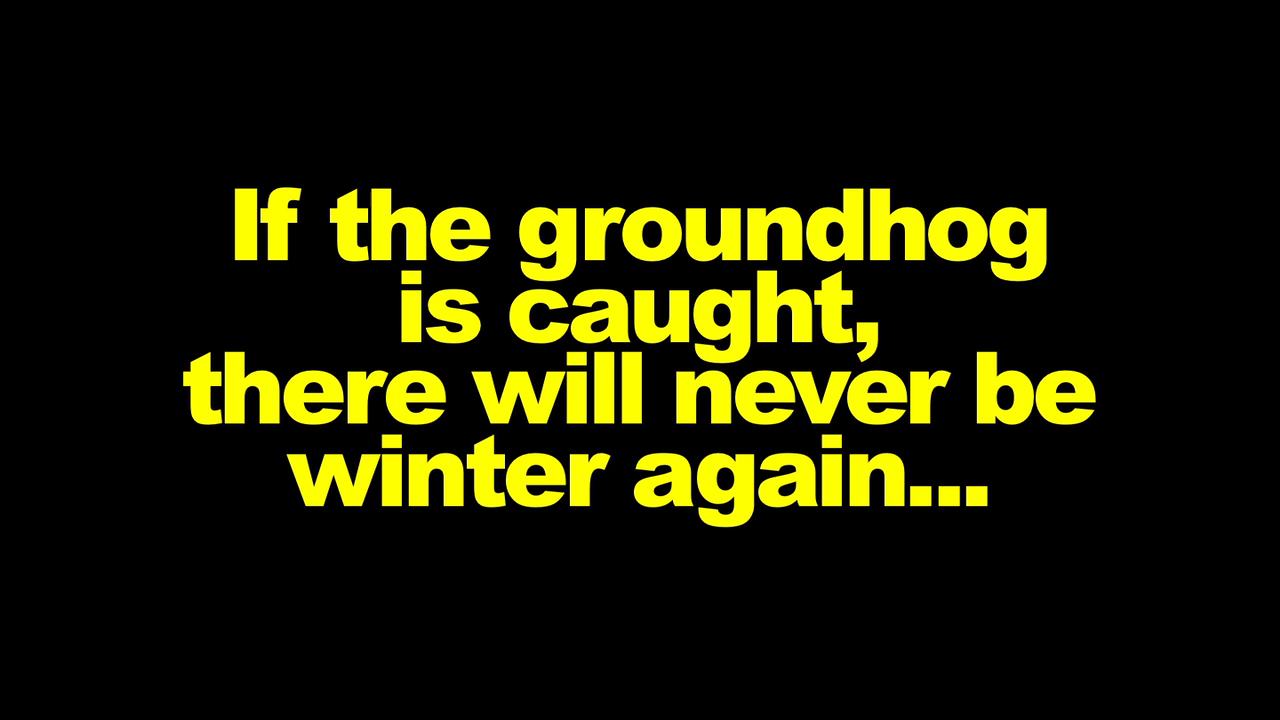 If the groundhog
is caught,
there will never be
winter again...